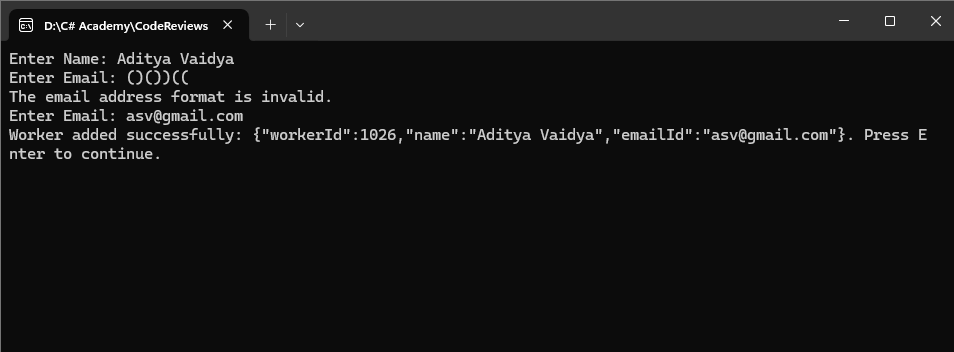 D:\C# Academy\CodeReviews
Enter Name: Aditya Vaidya
Enter Email: ()())((
The email address format is invalid.
Enter Email: asv@gmail.com
Worker added successfully: {"workerId":1026,"name":"Aditya Vaidya","emailId":"asv@gmail.com"}. Press E
nter to continue.